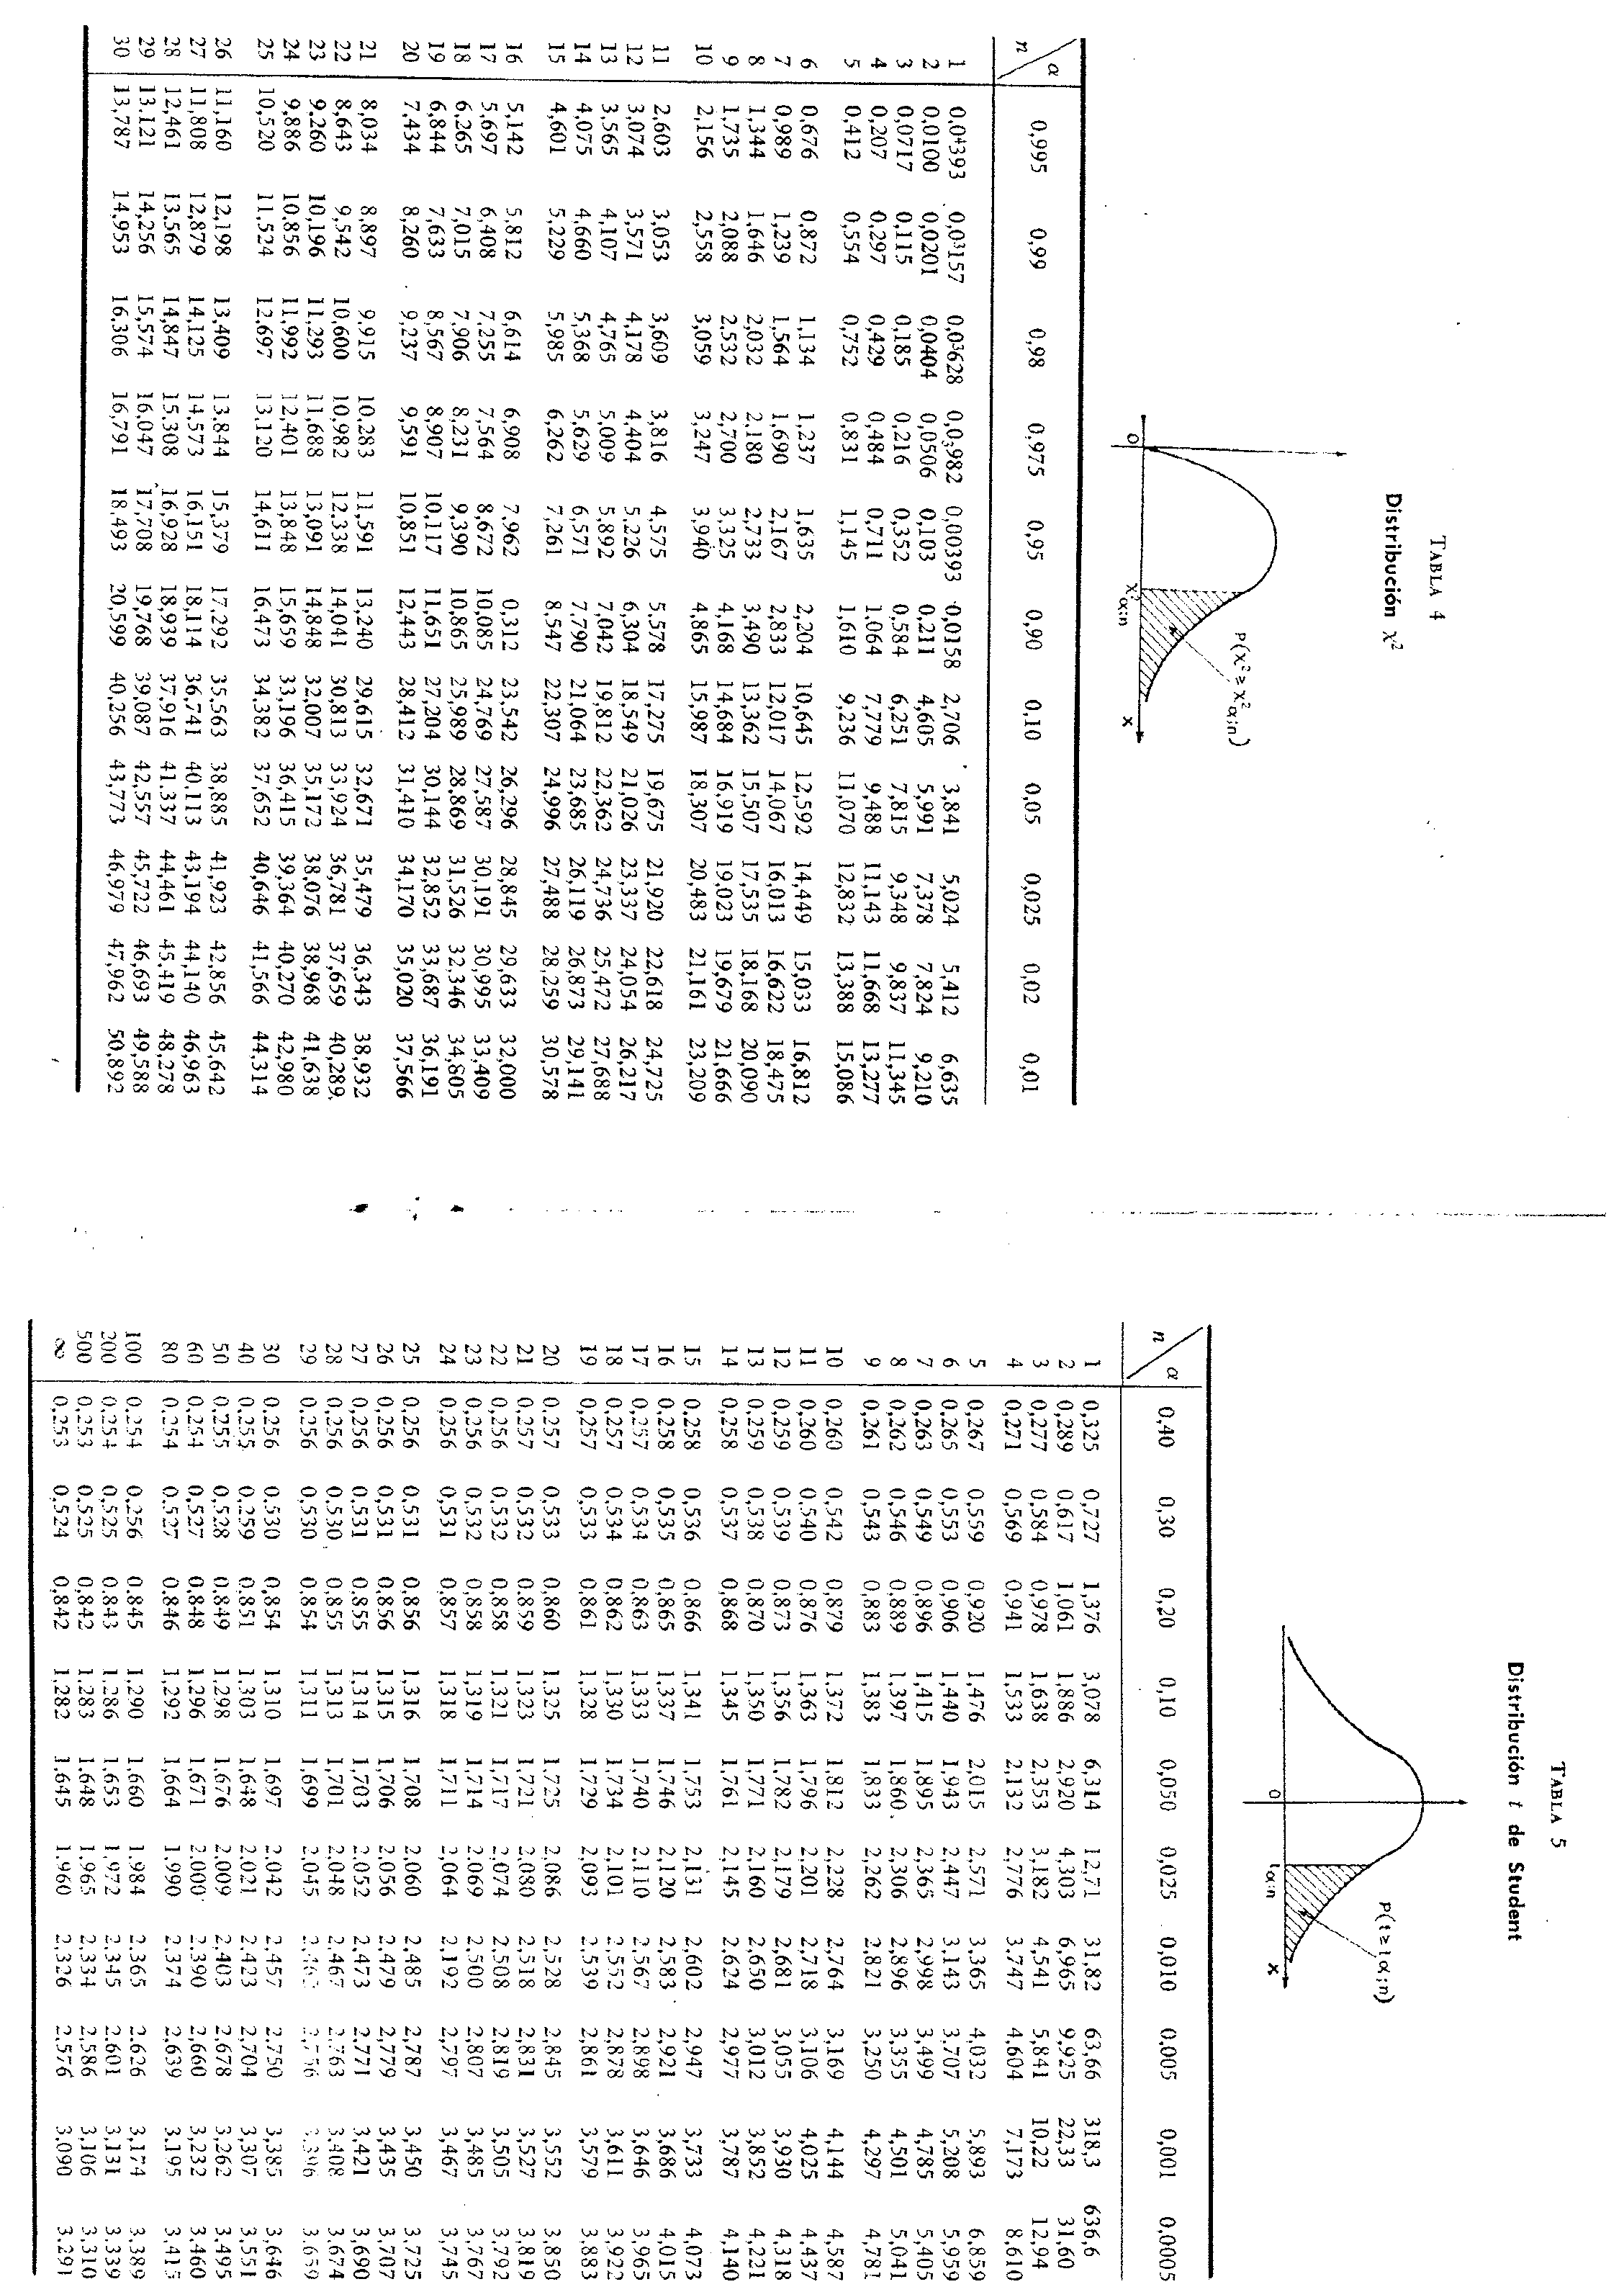 TABLA 4
Distribución χ²
P(χ² ≥ χ²α;n)
0
χ²α;n
x
n α 0,995 0,99 0,98 0,975 0,95 0,90 0,10 0,05 0,025 0,02 0,01
1 0,0⁴393 0,0³157 0,0³628 0,0₃982 0,00393 0,0158 2,706 3,841 5,024 5,412 6,635
2 0,0100 0,0201 0,0404 0,0506 0,103 0,211 4,605 5,991 7,378 7,824 9,210
3 0,0717 0,115 0,185 0,216 0,352 0,584 6,251 7,815 9,348 9,837 11,345
4 0,207 0,297 0,429 0,484 0,711 1,064 7,779 9,488 11,143 11,668 13,277
5 0,412 0,554 0,752 0,831 1,145 1,610 9,236 11,070 12,832 13,388 15,086
6 0,676 0,872 1,134 1,237 1,635 2,204 10,645 12,592 14,449 15,033 16,812
7 0,989 1,239 1,564 1,690 2,167 2,833 12,017 14,067 16,013 16,622 18,475
8 1,344 1,646 2,032 2,180 2,733 3,490 13,362 15,507 17,535 18,168 20,090
9 1,735 2,088 2,532 2,700 3,325 4,168 14,684 16,919 19,023 19,679 21,666
10 2,156 2,558 3,059 3,247 3,940 4,865 15,987 18,307 20,483 21,161 23,209
11 2,603 3,053 3,609 3,816 4,575 5,578 17,275 19,675 21,920 22,618 24,725
12 3,074 3,571 4,178 4,404 5,226 6,304 18,549 21,026 23,337 24,054 26,217
13 3,565 4,107 4,765 5,009 5,892 7,042 19,812 22,362 24,736 25,472 27,688
14 4,075 4,660 5,368 5,629 6,571 7,790 21,064 23,685 26,119 26,873 29,141
15 4,601 5,229 5,985 6,262 7,261 8,547 22,307 24,996 27,488 28,259 30,578
16 5,142 5,812 6,614 6,908 7,962 0,312 23,542 26,296 28,845 29,633 32,000
17 5,697 6,408 7,255 7,564 8,672 10,085 24,769 27,587 30,191 30,995 33,409
18 6,265 7,015 7,906 8,231 9,390 10,865 25,989 28,869 31,526 32,346 34,805
19 6,844 7,633 8,567 8,907 10,117 11,651 27,204 30,144 32,852 33,687 36,191
20 7,434 8,260 9,237 9,591 10,851 12,443 28,412 31,410 34,170 35,020 37,566
21 8,034 8,897 9,915 10,283 11,591 13,240 29,615 32,671 35,479 36,343 38,932
22 8,643 9,542 10,600 10,982 12,338 14,041 30,813 33,924 36,781 37,659 40,289
23 9,260 10,196 11,293 11,688 13,091 14,848 32,007 35,172 38,076 38,968 41,638
24 9,886 10,856 11,992 12,401 13,848 15,659 33,196 36,415 39,364 40,270 42,980
25 10,520 11,524 12,697 13,120 14,611 16,473 34,382 37,652 40,646 41,566 44,314
26 11,160 12,198 13,409 13,844 15,379 17,292 35,563 38,885 41,923 42,856 45,642
27 11,808 12,879 14,125 14,573 16,151 18,114 36,741 40,113 43,194 44,140 46,963
28 12,461 13,565 14,847 15,308 16,928 18,939 37,916 41,337 44,461 45,419 48,278
29 13,121 14,256 15,574 16,047 17,708 19,768 39,087 42,557 45,722 46,693 49,588
30 13,787 14,953 16,306 16,791 18,493 20,599 40,256 43,773 46,979 47,962 50,892
TABLA 5
Distribución t de Student
P(t ≥ tα;n)
0
tα;n
x
n α 0,40 0,30 0,20 0,10 0,050 0,025 0,010 0,005 0,001 0,0005
1 0,325 0,727 1,376 3,078 6,314 12,71 31,82 63,66 318,3 636,6
2 0,289 0,617 1,061 1,886 2,920 4,303 6,965 9,925 22,33 31,60
3 0,277 0,584 0,978 1,638 2,353 3,182 4,541 5,841 10,22 12,94
4 0,271 0,569 0,941 1,533 2,132 2,776 3,747 4,604 7,173 8,610
5 0,267 0,559 0,920 1,476 2,015 2,571 3,365 4,032 5,893 6,859
6 0,265 0,553 0,906 1,440 1,943 2,447 3,143 3,707 5,208 5,959
7 0,263 0,549 0,896 1,415 1,895 2,365 2,998 3,499 4,785 5,405
8 0,262 0,546 0,889 1,397 1,860 2,306 2,896 3,355 4,501 5,041
9 0,261 0,543 0,883 1,383 1,833 2,262 2,821 3,250 4,297 4,781
10 0,260 0,542 0,879 1,372 1,812 2,228 2,764 3,169 4,144 4,587
11 0,260 0,540 0,876 1,363 1,796 2,201 2,718 3,106 4,025 4,437
12 0,259 0,539 0,873 1,356 1,782 2,179 2,681 3,055 3,930 4,318
13 0,259 0,538 0,870 1,350 1,771 2,160 2,650 3,012 3,852 4,221
14 0,258 0,537 0,868 1,345 1,761 2,145 2,624 2,977 3,787 4,140
15 0,258 0,536 0,866 1,341 1,753 2,131 2,602 2,947 3,733 4,073
16 0,258 0,535 0,865 1,337 1,746 2,120 2,583 2,921 3,686 4,015
17 0,257 0,534 0,863 1,333 1,740 2,110 2,567 2,898 3,646 3,965
18 0,257 0,534 0,862 1,330 1,734 2,101 2,552 2,878 3,611 3,922
19 0,257 0,533 0,861 1,328 1,729 2,093 2,539 2,861 3,579 3,883
20 0,257 0,533 0,860 1,325 1,725 2,086 2,528 2,845 3,552 3,850
21 0,257 0,532 0,859 1,323 1,721 2,080 2,518 2,831 3,527 3,819
22 0,256 0,532 0,858 1,321 1,717 2,074 2,508 2,819 3,505 3,792
23 0,256 0,532 0,858 1,319 1,714 2,069 2,500 2,807 3,485 3,767
24 0,256 0,531 0,857 1,318 1,711 2,064 2,192 2,797 3,467 3,745
25 0,256 0,531 0,856 1,316 1,708 2,060 2,485 2,787 3,450 3,725
26 0,256 0,531 0,856 1,315 1,706 2,056 2,479 2,779 3,435 3,707
27 0,256 0,531 0,855 1,314 1,703 2,052 2,473 2,771 3,421 3,690
28 0,256 0,530 0,855 1,313 1,701 2,048 2,467 2,763 3,408 3,674
29 0,256 0,530 0,854 1,311 1,699 2,045 3,659
30 0,256 0,530 0,854 1,310 1,697 2,042 2,457 2,750 3,385 3,646
40 0,255 0,259 0,851 1,303 1,648 2,021 2,423 2,704 3,307 3,551
50 0,255 0,528 0,849 1,298 1,676 2,009 2,403 2,678 3,262 3,495
60 0,254 0,527 0,848 1,296 1,671 2,000 2,390 2,660 3,232 3,460
80 0,254 0,527 0,846 1,292 1,664 1,990 2,374 2,639 3,195 3,415
100 0,254 0,256 0,845 1,290 1,660 1,984 2,365 2,626 3,174 3,389
200 0,254 0,525 0,843 1,286 1,653 1,972 2,345 2,601 3,131 3,339
500 0,253 0,525 0,842 1,283 1,648 1,965 2,334 2,586 3,106 3,310
∞ 0,253 0,524 0,842 1,282 1,645 1,960 2,326 2,576 3,090 3,291